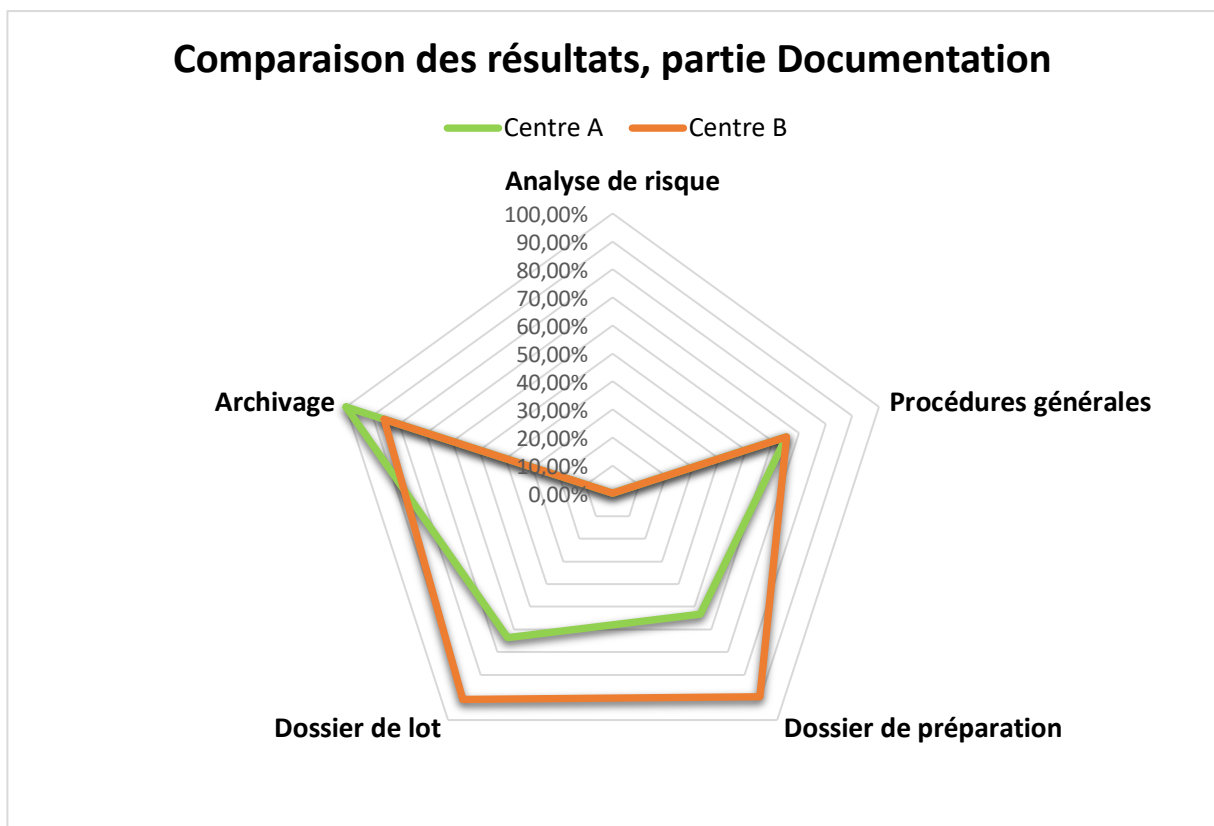 Comparaison des résultats, partie Documentation
Centre A Centre B
Analyse de risque
100,00%
90,00%
80,00%
70,00%
60,00%
50,00%
40,00%
30,00%
20,00%
10,00%
0,00%
Archivage
Procédures générales
Dossier de lot
Dossier de préparation